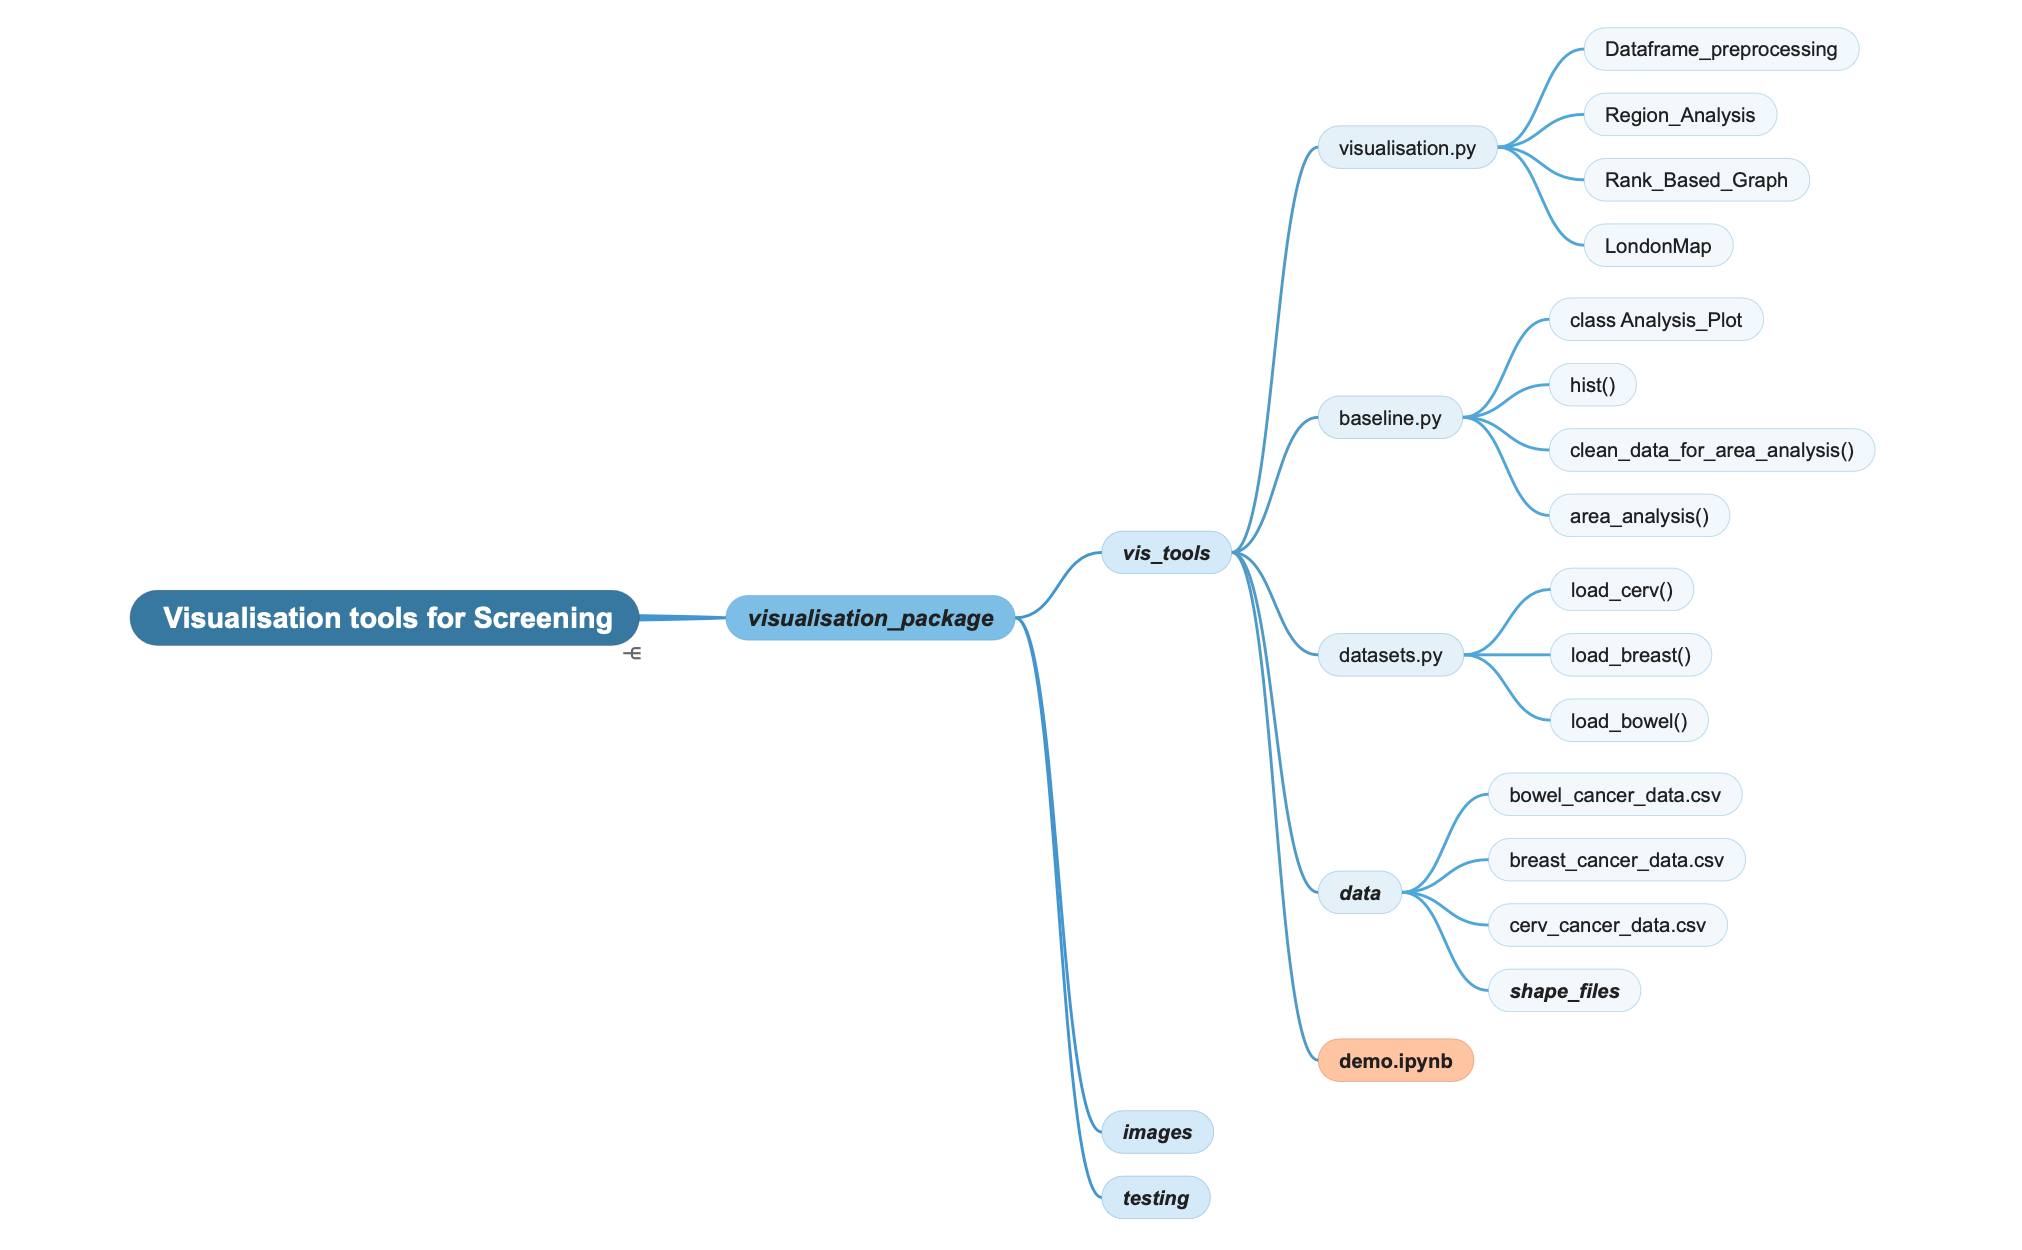 Visualisation tools for Screening
visualisation_package
vis_tools
visualisation.py
Dataframe_preprocessing
Region_Analysis
Rank_Based_Graph
LondonMap
baseline.py
class Analysis_Plot
hist()
clean_data_for_area_analysis()
area_analysis()
datasets.py
load_cerv()
load_breast()
load_bowel()
data
bowel_cancer_data.csv
breast_cancer_data.csv
cerv_cancer_data.csv
shape_files
demo.ipynb
images
testing